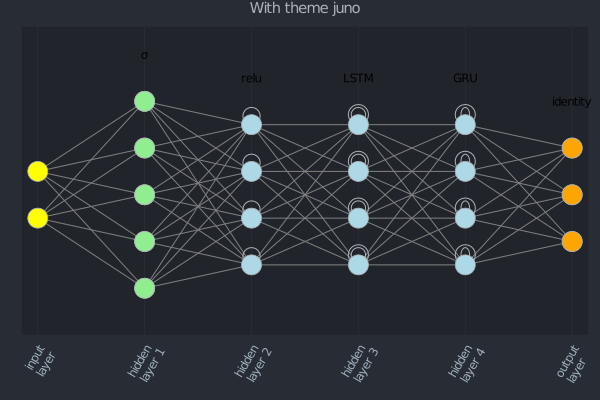 With theme juno
σ
relu
LSTM
GRU
identity
input
layer
hidden
layer 1
hidden
layer 2
hidden
layer 3
hidden
layer 4
output
layer